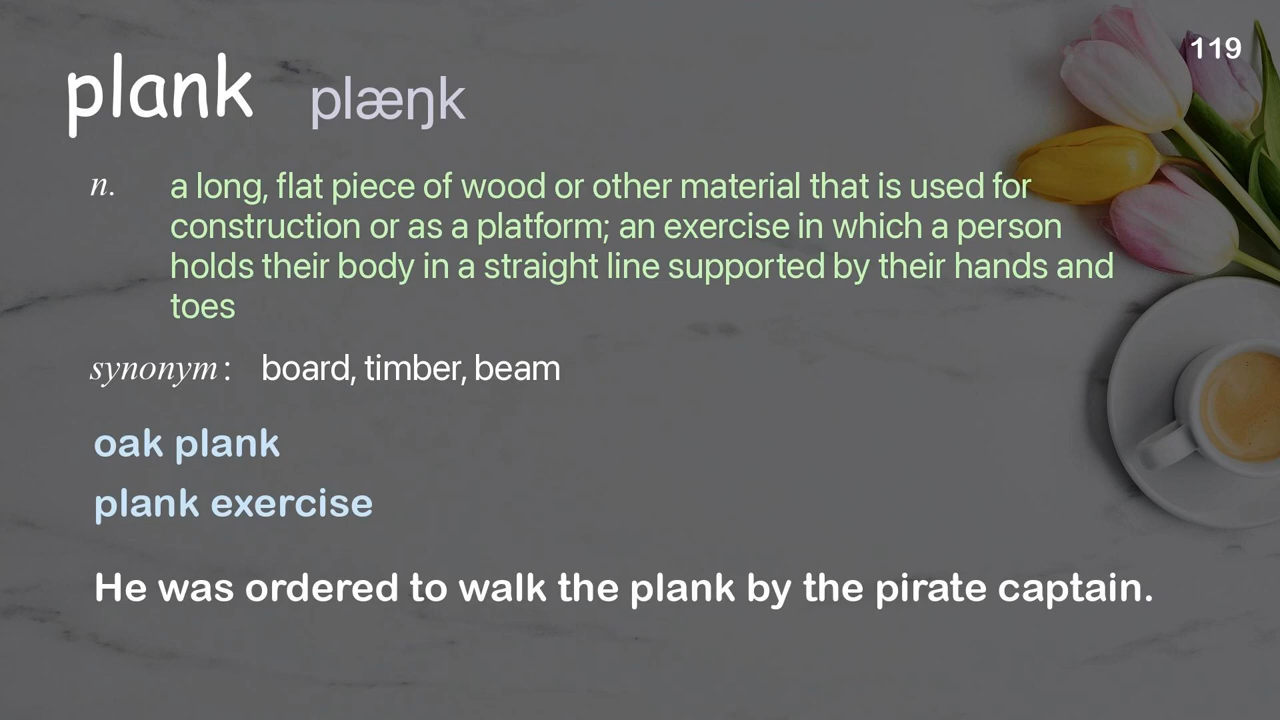 119
plank plæŋk
n. a long, flat piece of wood or other material that is used for
construction or as a platform; an exercise in which a person
holds their body in a straight line supported by their hands and
toes
synonym: board, timber, beam
oak plank
plank exercise
He was ordered to walk the plank by the pirate captain.